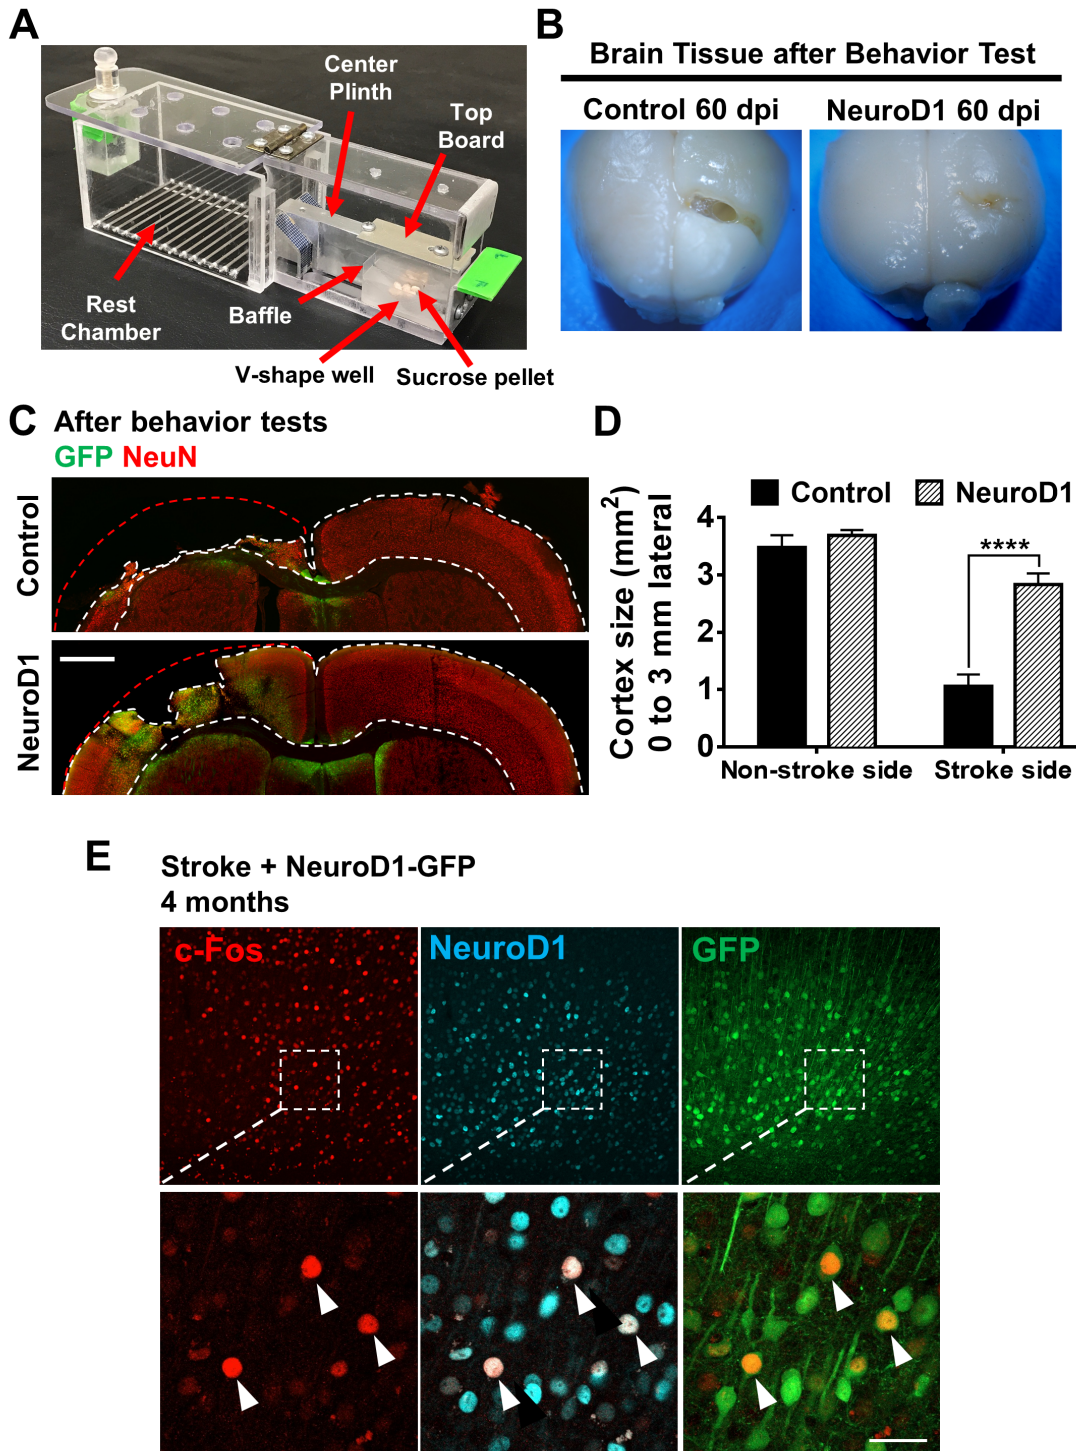 A
Center
Plinth
Top
Board
Rest
Chamber
Baffle
V-shape well
Sucrose pellet
B
Brain Tissue after Behavior Test
Control 60 dpi
NeuroD1 60 dpi
C
After behavior tests
GFP NeuN
Control
NeuroD1
D
Cortex size (mm²)
0 to 3 mm lateral
Control
NeuroD1
4
3
2
1
0
****
Non-stroke side
Stroke side
E
Stroke + NeuroD1-GFP
4 months
c-Fos
NeuroD1
GFP